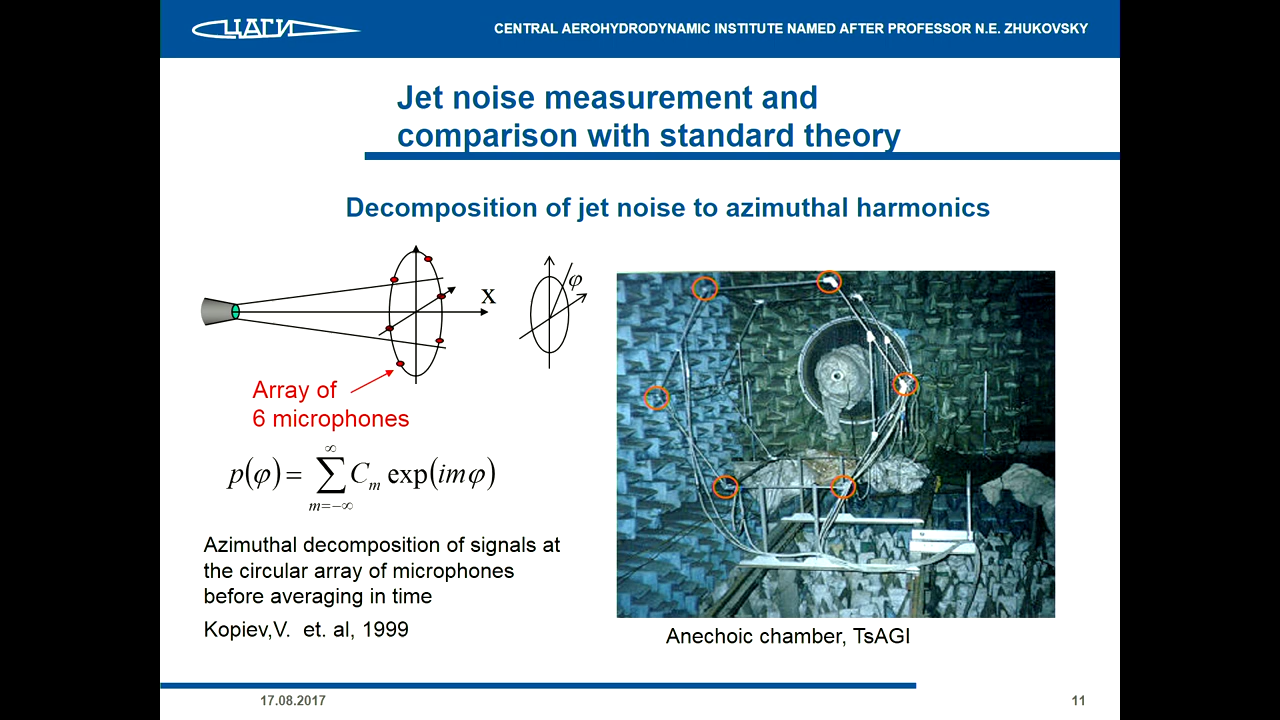 ЦАГИ
CENTRAL AEROHYDRODYNAMIC INSTITUTE NAMED AFTER PROFESSOR N.E. ZHUKOVSKY
Jet noise measurement and
comparison with standard theory
Decomposition of jet noise to azimuthal harmonics
X
φ
Array of
6 microphones
p(φ) = ∑_{m=-∞}^{∞} C_m exp(imφ)
Azimuthal decomposition of signals at
the circular array of microphones
before averaging in time
Kopiev,V. et. al, 1999
Anechoic chamber, TsAGI
17.08.2017
11